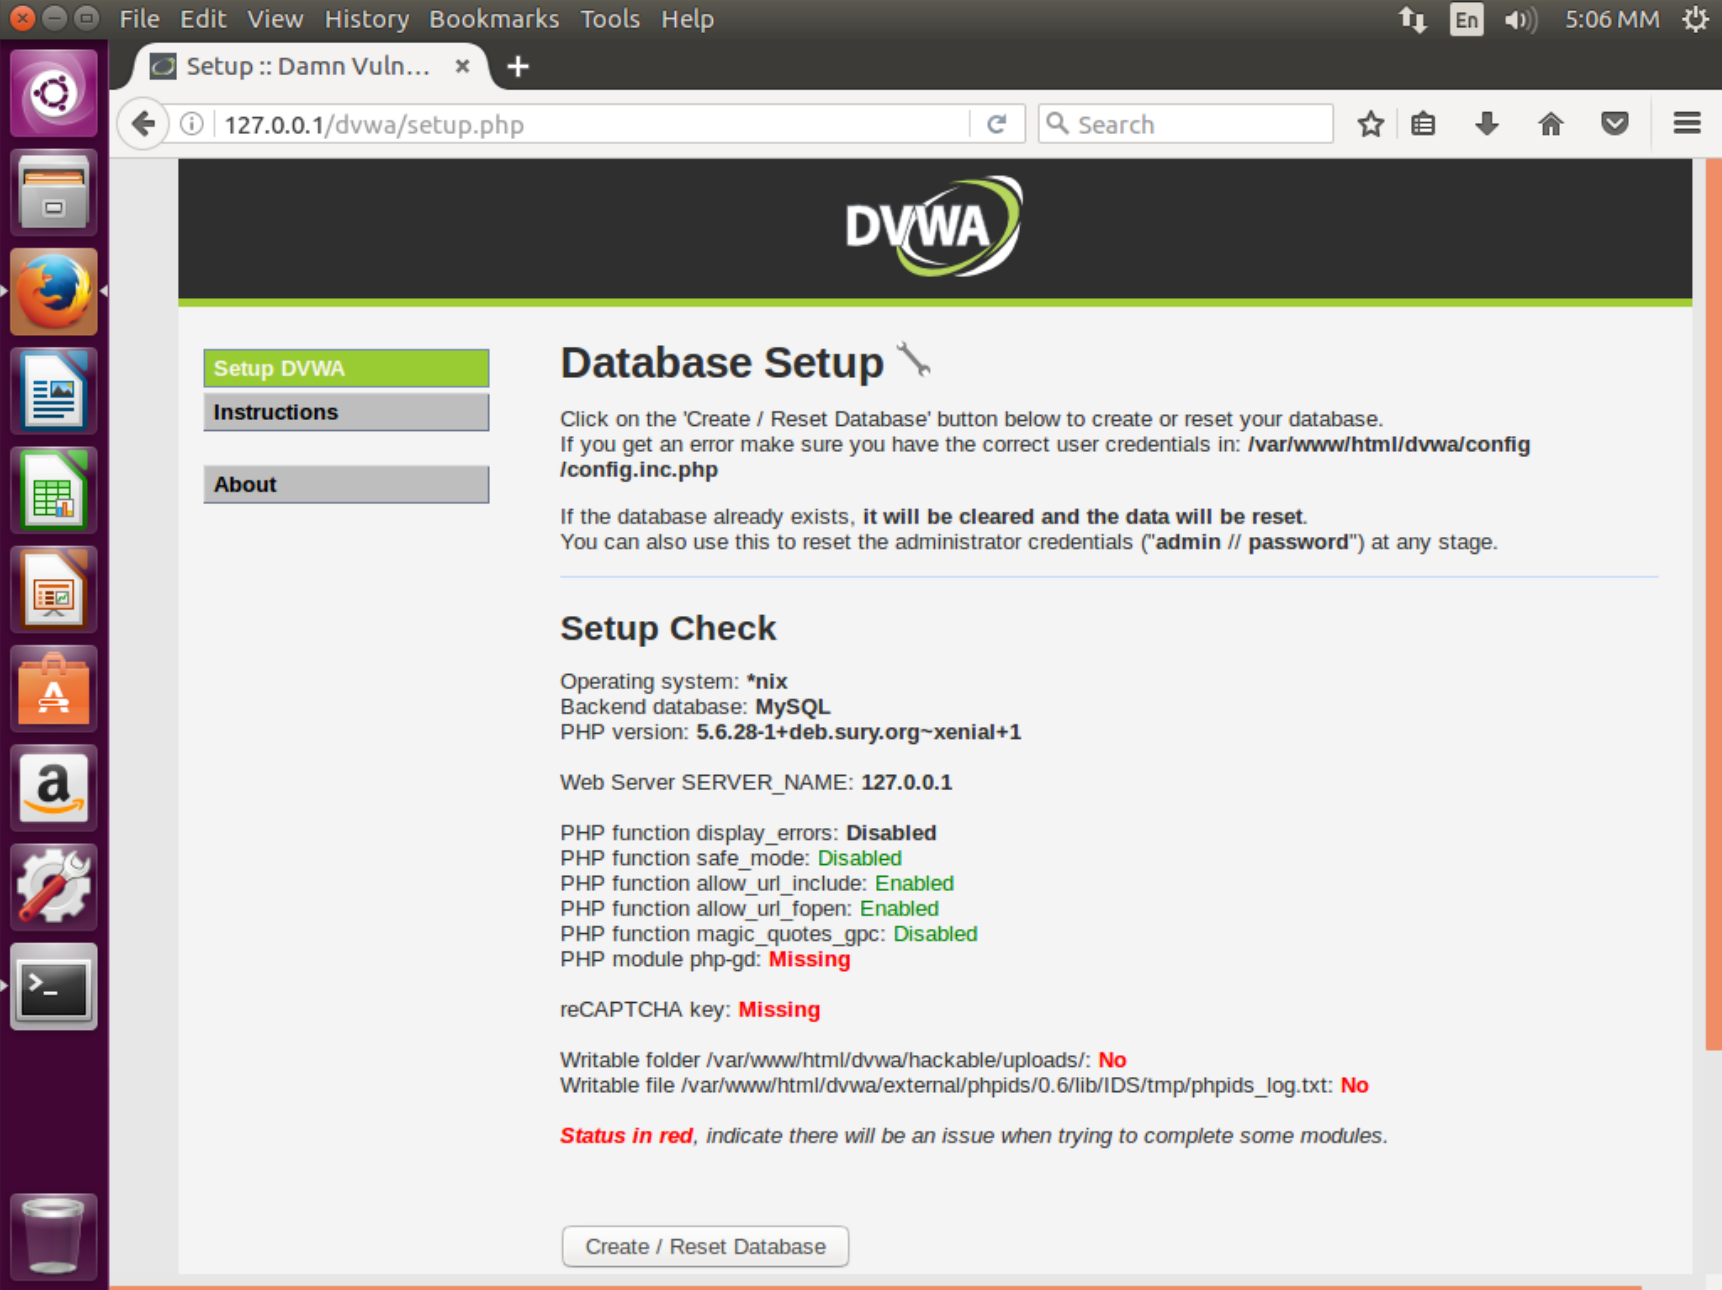 File Edit View History Bookmarks Tools Help
En
5:06 MM
Setup :: Damn Vuln...
127.0.0.1/dvwa/setup.php
Search
DVWA
Setup DVWA
Instructions
About
Database Setup
Click on the 'Create / Reset Database' button below to create or reset your database.
If you get an error make sure you have the correct user credentials in: /var/www/html/dvwa/config
/config.inc.php
If the database already exists, it will be cleared and the data will be reset.
You can also use this to reset the administrator credentials ("admin // password") at any stage.
Setup Check
Operating system: *nix
Backend database: MySQL
PHP version: 5.6.28-1+deb.sury.org~xenial+1
Web Server SERVER_NAME: 127.0.0.1
PHP function display_errors: Disabled
PHP function safe_mode: Disabled
PHP function allow_url_include: Enabled
PHP function allow_url_fopen: Enabled
PHP function magic_quotes_gpc: Disabled
PHP module php-gd: Missing
reCAPTCHA key: Missing
Writable folder /var/www/html/dvwa/hackable/uploads/: No
Writable file /var/www/html/dvwa/external/phpids/0.6/lib/IDS/tmp/phpids_log.txt: No
Status in red, indicate there will be an issue when trying to complete some modules.
Create / Reset Database